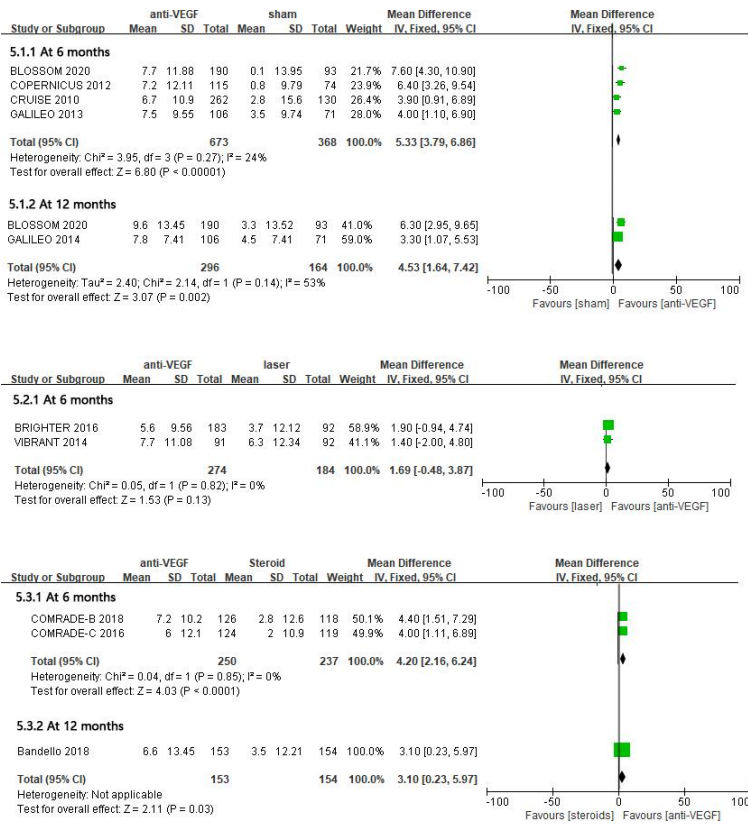 anti-VEGF sham Mean Difference Mean Difference
Study or Subgroup Mean SD Total Mean SD Total Weight IV, Fixed, 95% CI IV, Fixed, 95% CI
5.1.1 At 6 months
BLOSSOM 2020 7.7 11.88 190 0.1 13.95 93 21.7% 7.60 [4.30, 10.90]
COPERNICUS 2012 7.2 12.11 115 0.8 9.79 74 23.9% 6.40 [3.26, 9.54]
CRUISE 2010 6.7 10.9 262 2.8 15.6 130 26.4% 3.90 [0.91, 6.89]
GALILEO 2013 7.5 9.55 106 3.5 9.74 71 28.0% 4.00 [1.10, 6.90]
Total (95% CI) 673 368 100.0% 5.33 [3.79, 6.86]
Heterogeneity: Chi² = 3.95, df = 3 (P = 0.27); I² = 24%
Test for overall effect: Z = 6.80 (P < 0.00001)
5.1.2 At 12 months
BLOSSOM 2020 9.6 13.45 190 3.3 13.52 93 41.0% 6.30 [2.95, 9.65]
GALILEO 2014 7.8 7.41 106 4.5 7.41 71 59.0% 3.30 [1.07, 5.53]
Total (95% CI) 296 164 100.0% 4.53 [1.64, 7.42]
Heterogeneity: Tau² = 2.40; Chi² = 2.14, df = 1 (P = 0.14); I² = 53%
Test for overall effect: Z = 3.07 (P = 0.002)
-100 -50 0 50 100
Favours [sham] Favours [anti-VEGF]
anti-VEGF laser Mean Difference Mean Difference
Study or Subgroup Mean SD Total Mean SD Total Weight IV, Fixed, 95% CI IV, Fixed, 95% CI
5.2.1 At 6 months
BRIGHTER 2016 5.6 9.56 183 3.7 12.12 92 58.9% 1.90 [-0.94, 4.74]
VIBRANT 2014 7.7 11.08 91 6.3 12.34 92 41.1% 1.40 [-2.00, 4.80]
Total (95% CI) 274 184 100.0% 1.69 [-0.48, 3.87]
Heterogeneity: Chi² = 0.05, df = 1 (P = 0.82); I² = 0%
Test for overall effect: Z = 1.53 (P = 0.13)
-100 -50 0 50 100
Favours [laser] Favours [anti-VEGF]
anti-VEGF Steroid Mean Difference Mean Difference
Study or Subgroup Mean SD Total Mean SD Total Weight IV, Fixed, 95% CI IV, Fixed, 95% CI
5.3.1 At 6 months
COMRADE-B 2018 7.2 10.2 126 2.8 12.6 118 50.1% 4.40 [1.51, 7.29]
COMRADE-C 2016 6 12.1 124 2 10.9 119 49.9% 4.00 [1.11, 6.89]
Total (95% CI) 250 237 100.0% 4.20 [2.16, 6.24]
Heterogeneity: Chi² = 0.04, df = 1 (P = 0.85); I² = 0%
Test for overall effect: Z = 4.03 (P < 0.0001)
5.3.2 At 12 months
Bandello 2018 6.6 13.45 153 3.5 12.21 154 100.0% 3.10 [0.23, 5.97]
Total (95% CI) 153 154 100.0% 3.10 [0.23, 5.97]
Heterogeneity: Not applicable
Test for overall effect: Z = 2.11 (P = 0.03)
-100 -50 0 50 100
Favours [steroids] Favours [anti-VEGF]